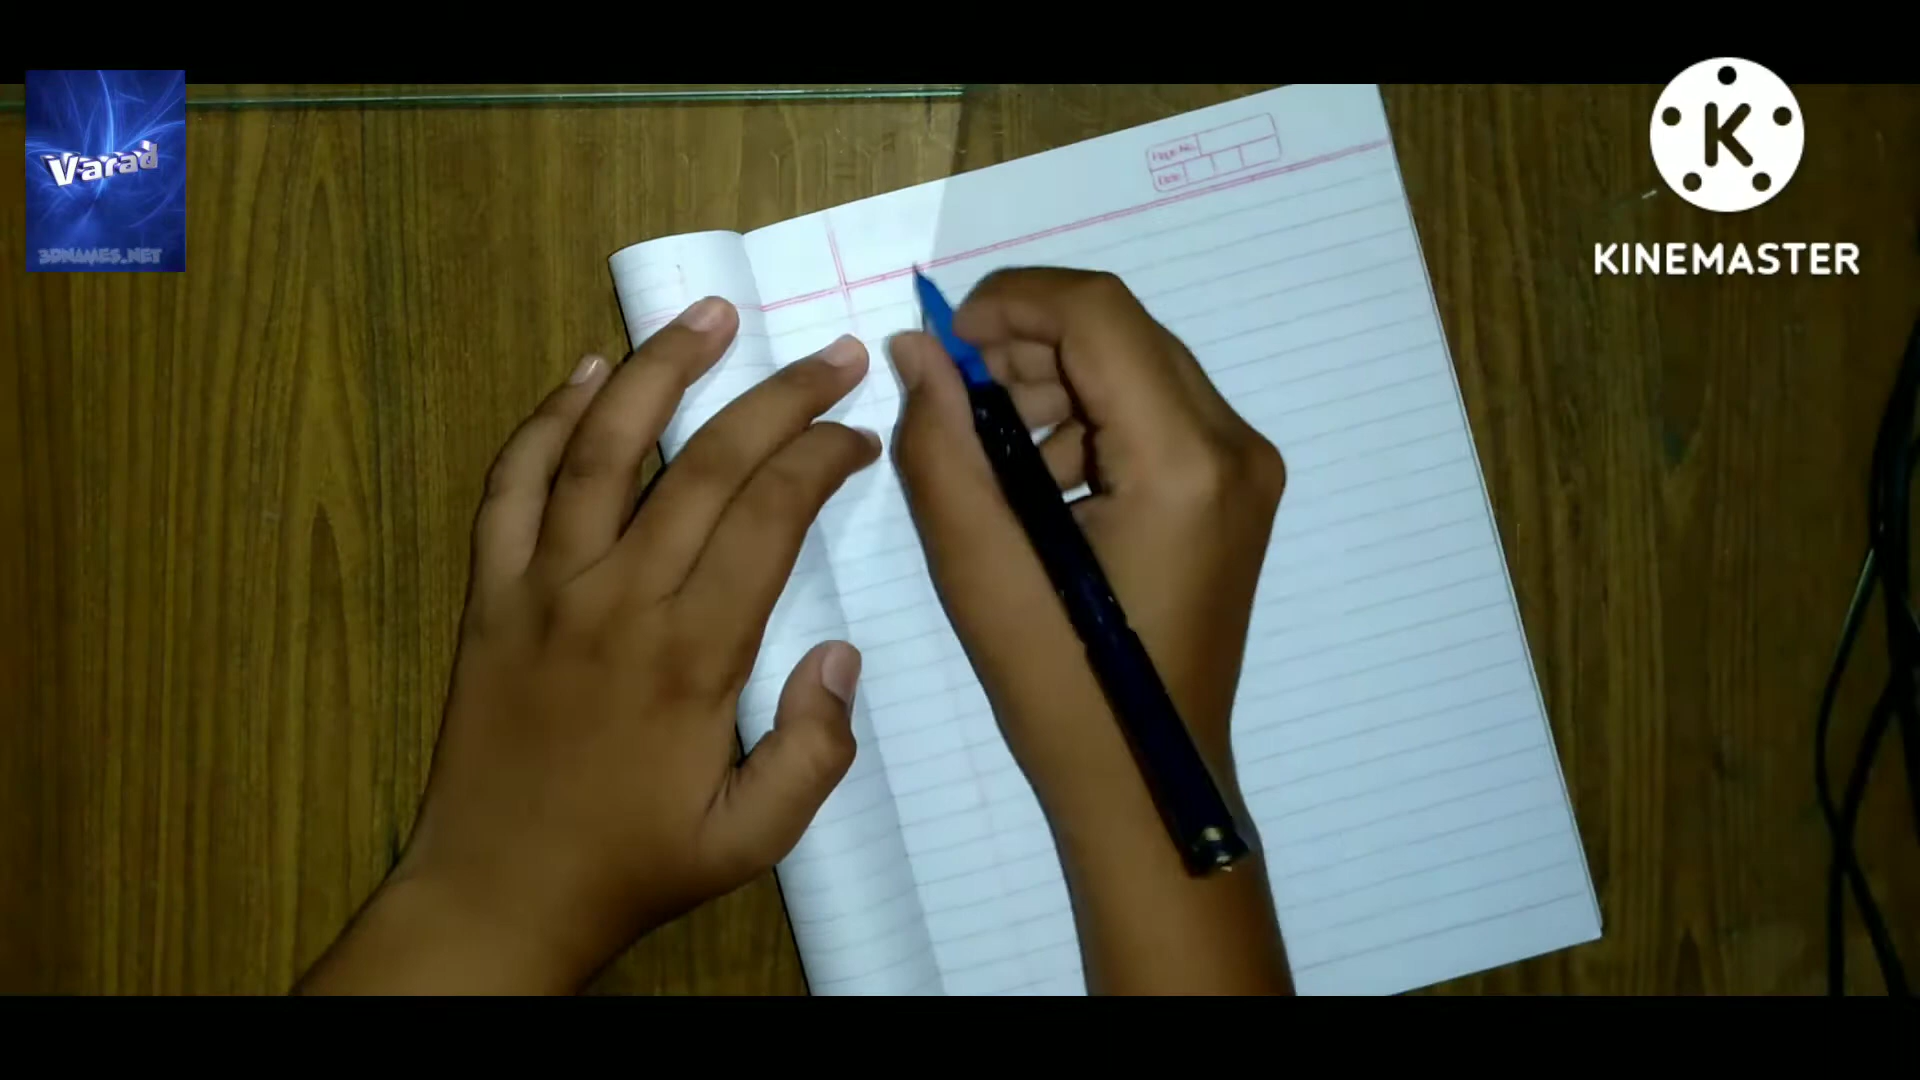 Varad
3DNAMES.NET
Page No.
Date
K
KINEMASTER